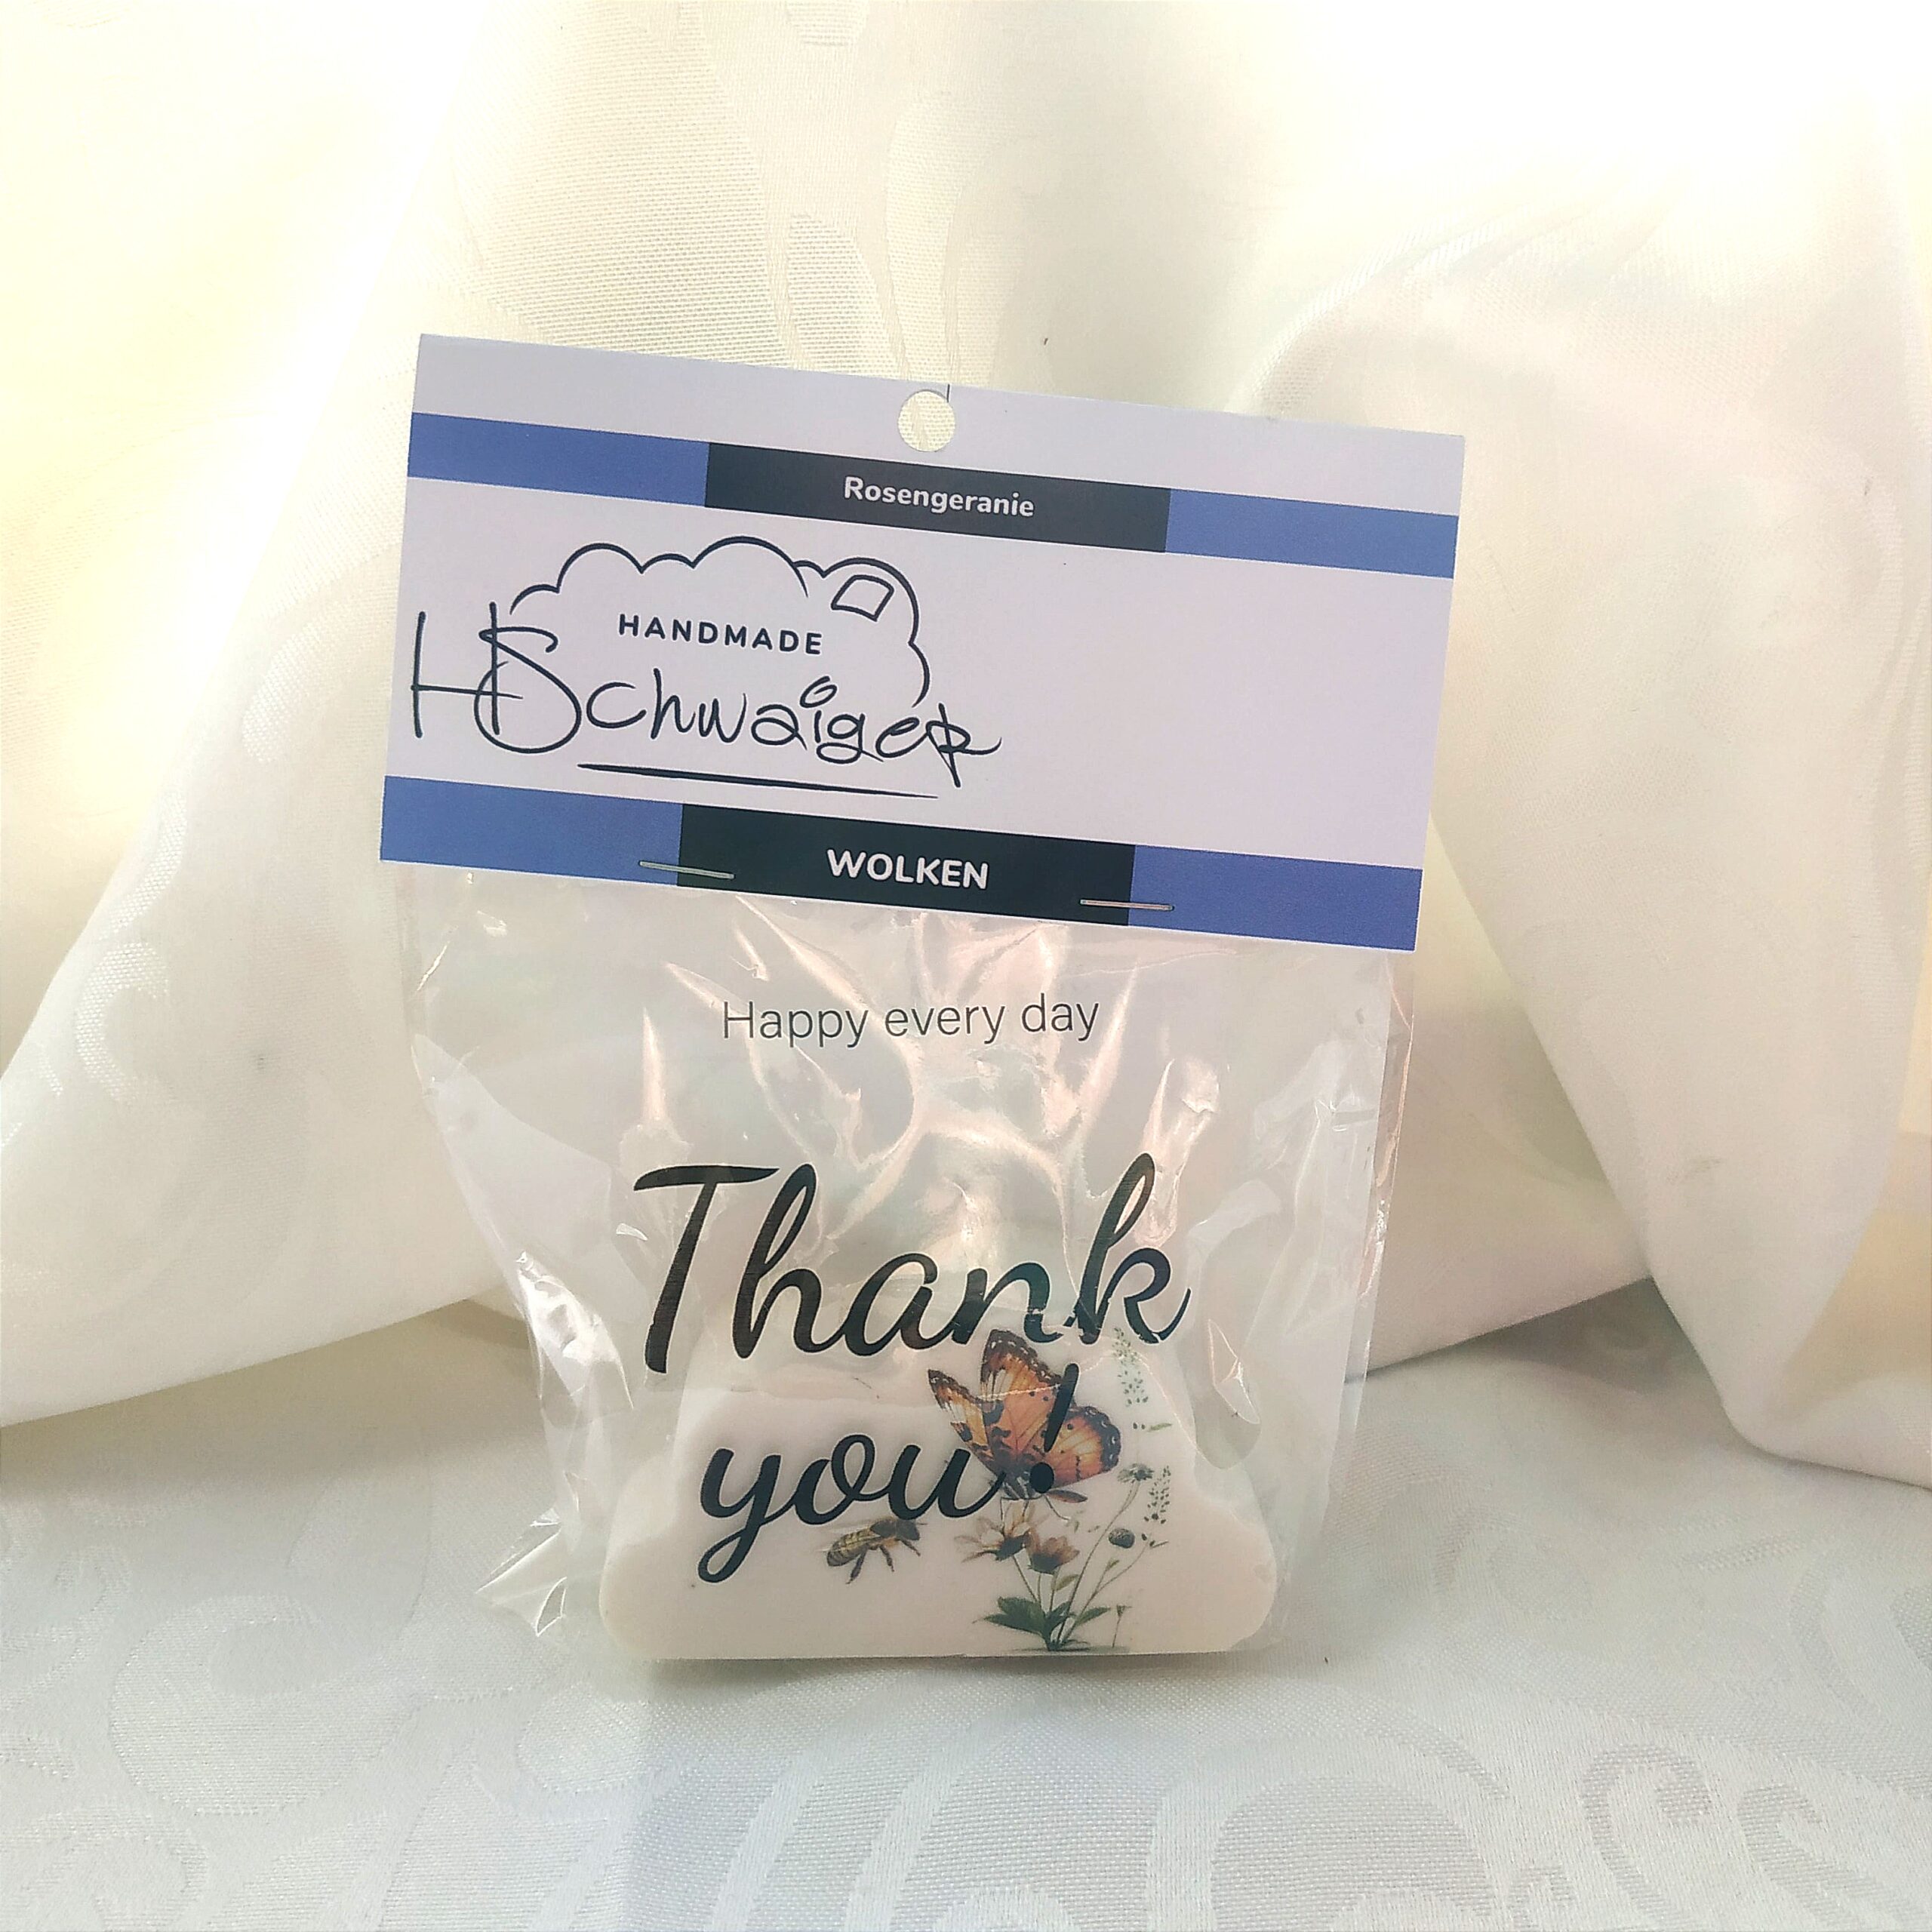 Rosengeranie
HANDMADE
HSchwaiger
WOLKEN
Happy every day
Thank
you!